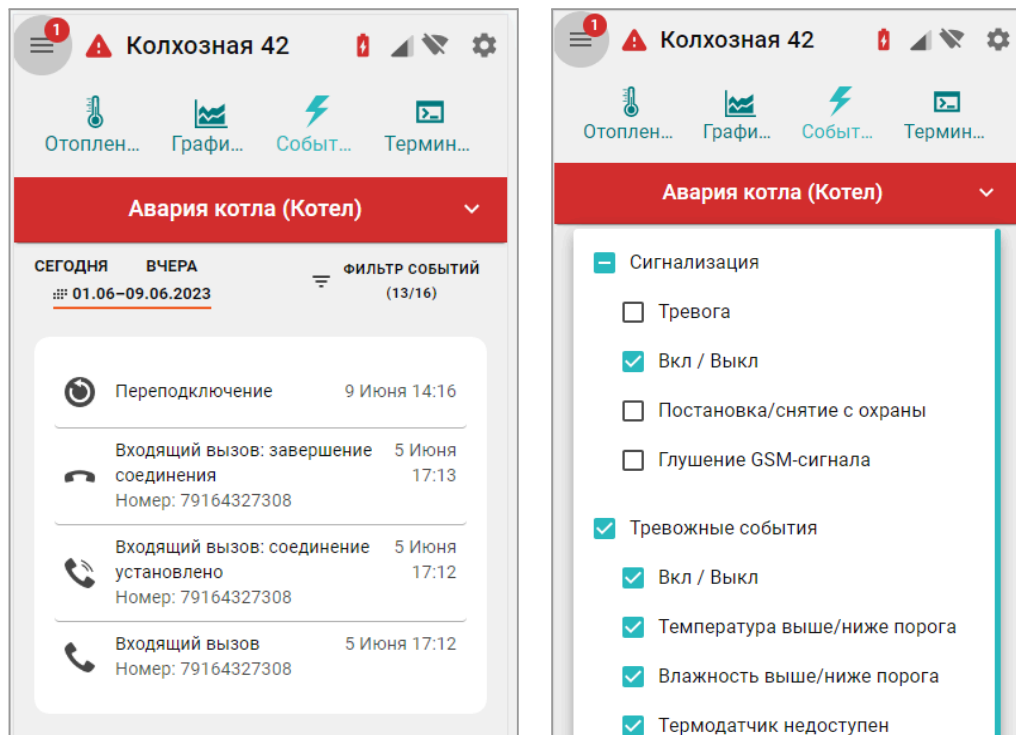 1
Колхозная 42
Отоплен...
Графи...
Событ...
Термин...
Авария котла (Котел)
СЕГОДНЯ ВЧЕРА
01.06–09.06.2023
ФИЛЬТР СОБЫТИЙ
(13/16)
Переподключение 9 Июня 14:16
Входящий вызов: завершение 5 Июня
соединения 17:13
Номер: 79164327308
Входящий вызов: соединение 5 Июня
установлено 17:12
Номер: 79164327308
Входящий вызов 5 Июня 17:12
Номер: 79164327308
1
Колхозная 42
Отоплен...
Графи...
Событ...
Термин...
Авария котла (Котел)
Сигнализация
Тревога
Вкл / Выкл
Постановка/снятие с охраны
Глушение GSM-сигнала
Тревожные события
Вкл / Выкл
Температура выше/ниже порога
Влажность выше/ниже порога
Термодатчик недоступен